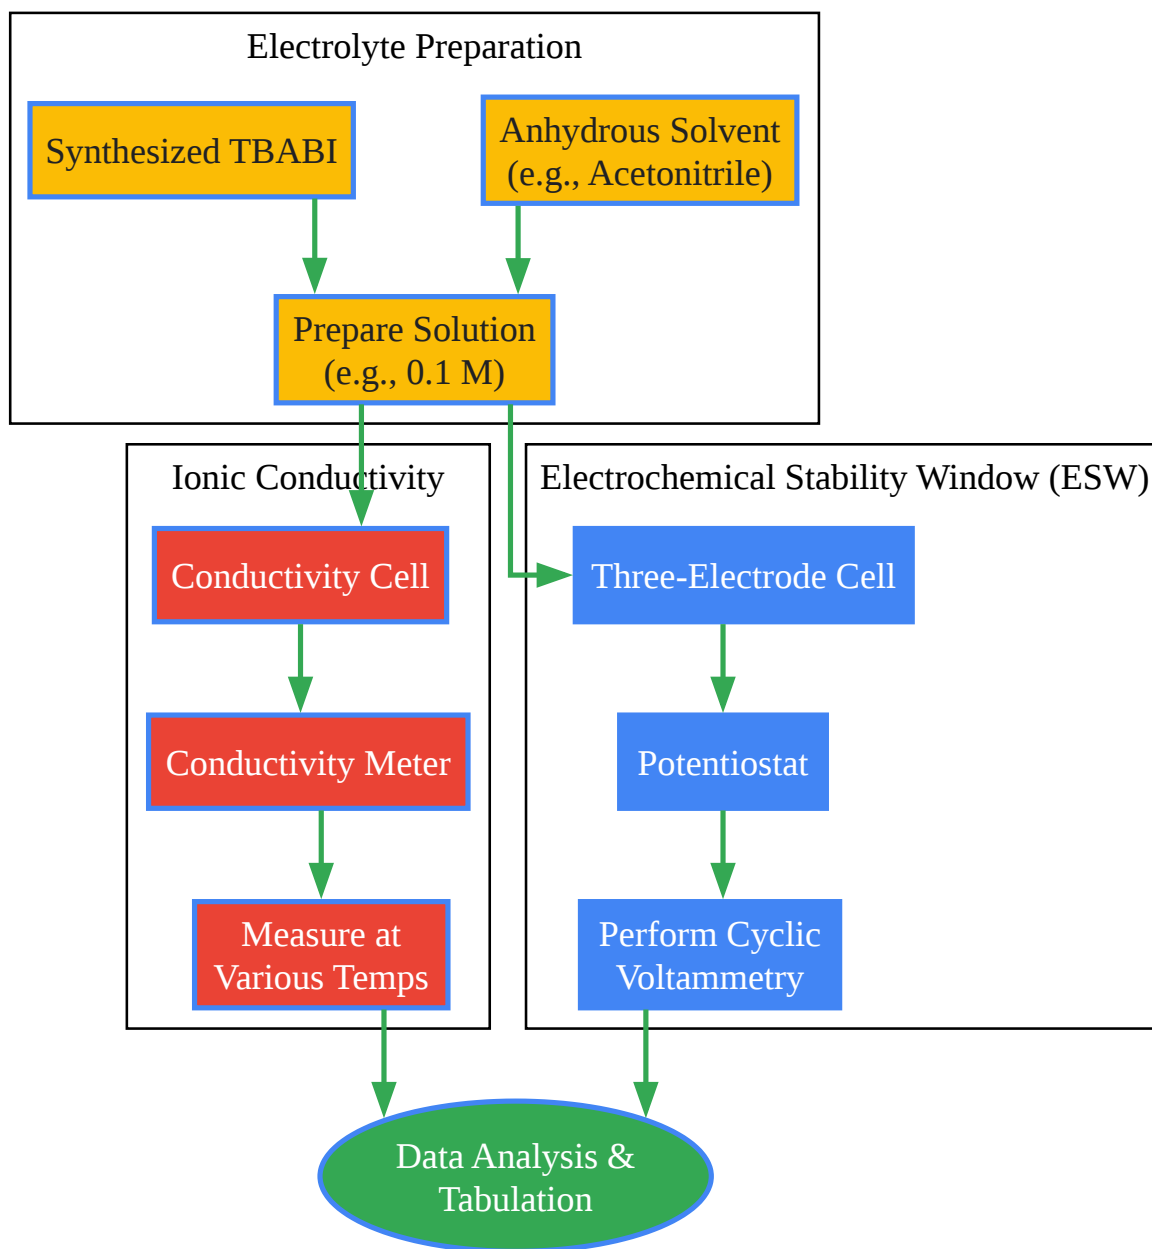 Electrolyte Preparation
Synthesized TBABI
Anhydrous Solvent
(e.g., Acetonitrile)
Prepare Solution
(e.g., 0.1 M)
Ionic Conductivity
Conductivity Cell
Conductivity Meter
Measure at
Various Temps
Electrochemical Stability Window (ESW)
Three-Electrode Cell
Potentiostat
Perform Cyclic
Voltammetry
Data Analysis &
Tabulation